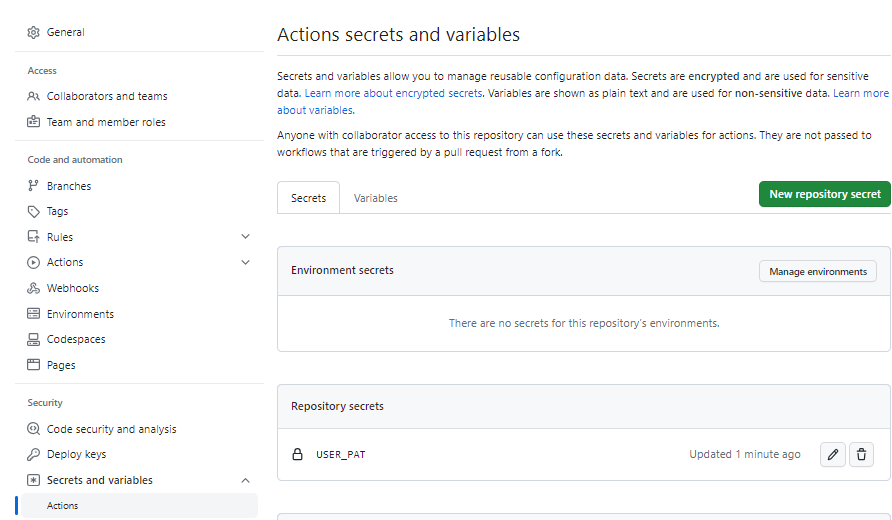 General
Access
Collaborators and teams
Team and member roles
Code and automation
Branches
Tags
Rules
Actions
Webhooks
Environments
Codespaces
Pages
Security
Code security and analysis
Deploy keys
Secrets and variables
Actions
Actions secrets and variables
Secrets and variables allow you to manage reusable configuration data. Secrets are encrypted and are used for sensitive
data. Learn more about encrypted secrets. Variables are shown as plain text and are used for non-sensitive data. Learn more
about variables.
Anyone with collaborator access to this repository can use these secrets and variables for actions. They are not passed to
workflows that are triggered by a pull request from a fork.
Secrets
Variables
New repository secret
Environment secrets
Manage environments
There are no secrets for this repository's environments.
Repository secrets
USER_PAT
Updated 1 minute ago